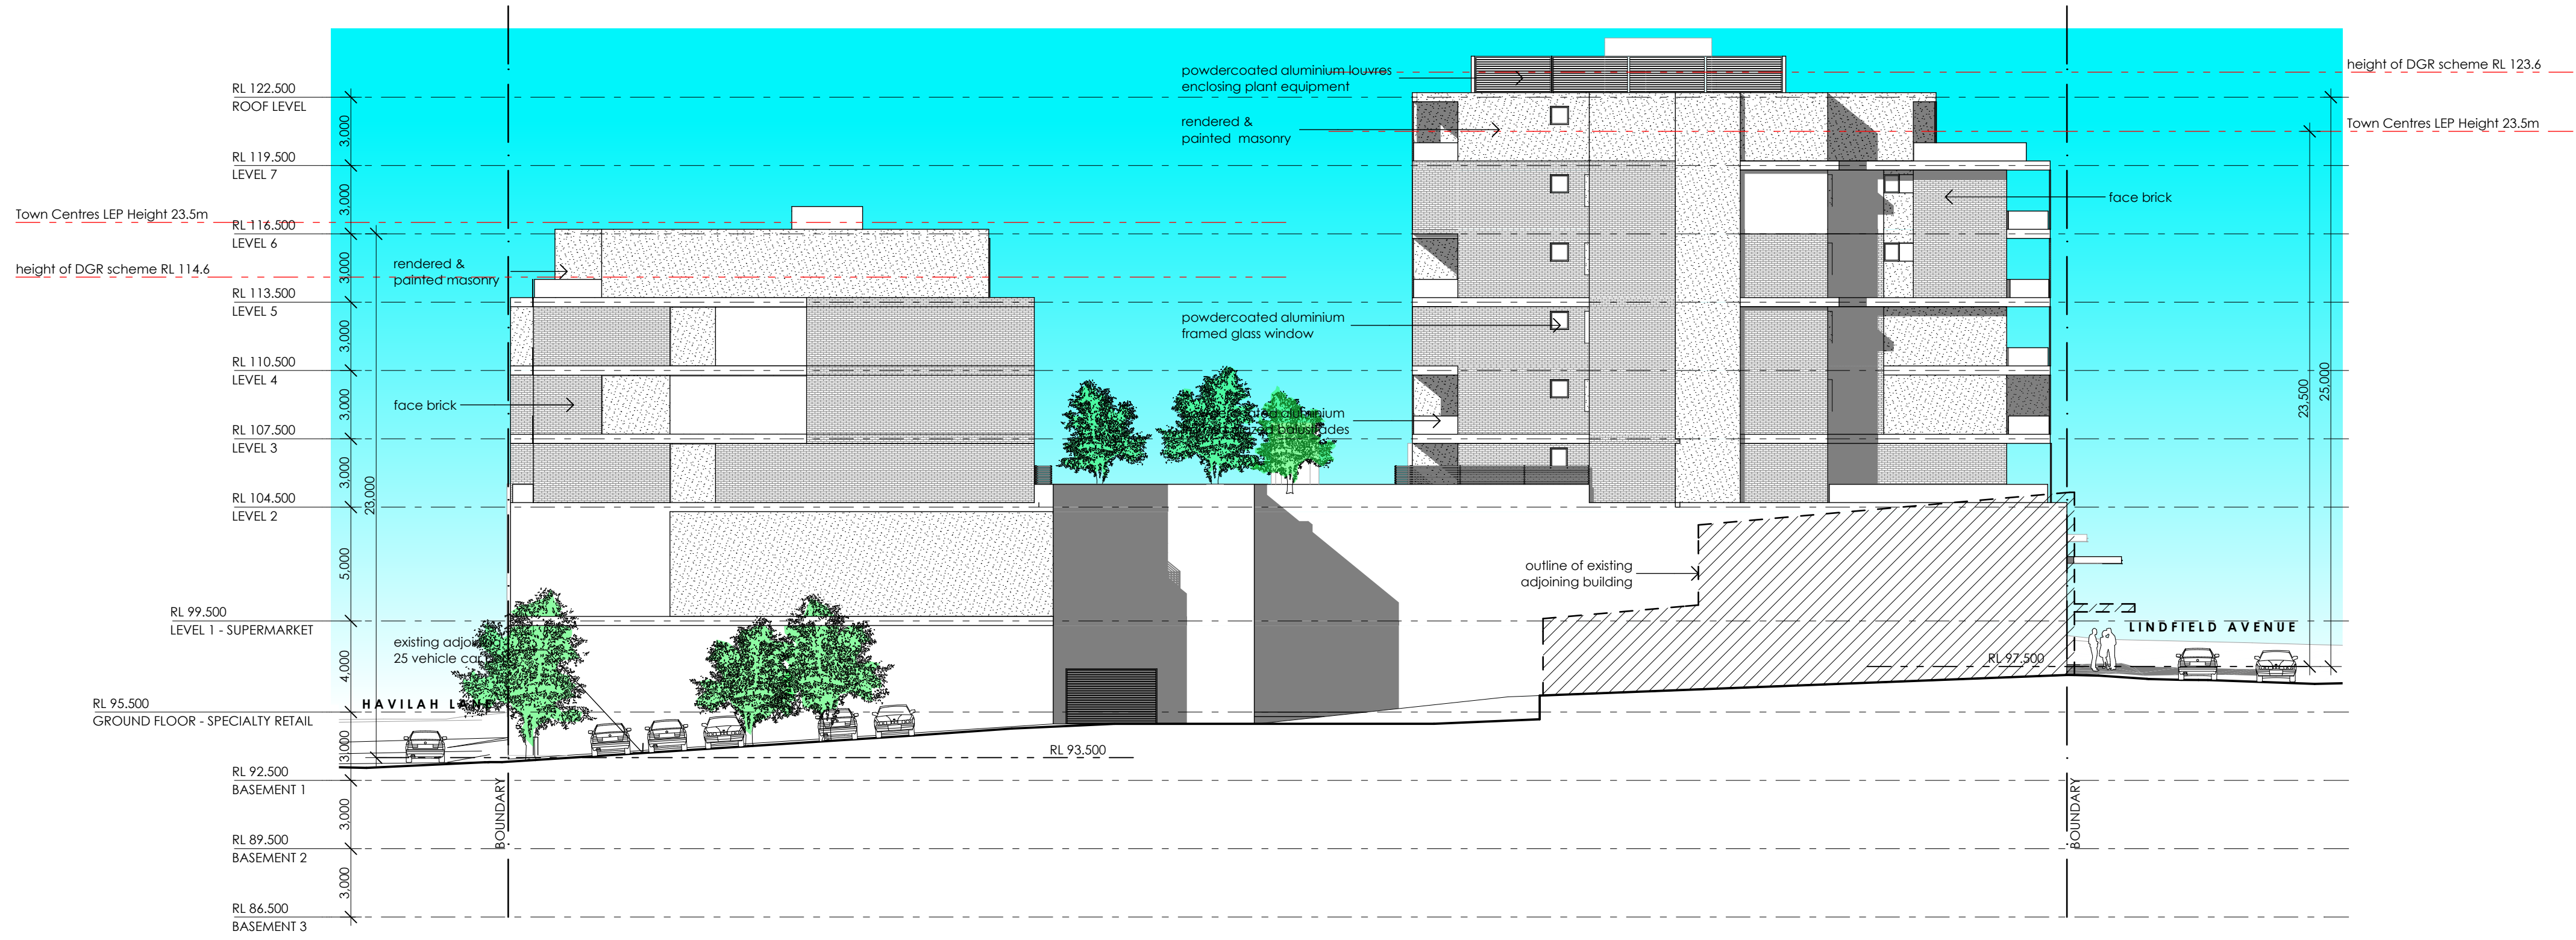 height of DGR scheme RL 123.6
powdercoated aluminium louvres
enclosing plant equipment
RL 122.500
ROOF LEVEL
rendered &
painted masonry
Town Centres LEP Height 23.5m
3,000
RL 119.500
LEVEL 7
face brick
3,000
Town Centres LEP Height 23.5m
RL 116.500
LEVEL 6
rendered &
painted masonry
3,000
height of DGR scheme RL 114.6
RL 113.500
LEVEL 5
powdercoated aluminium
framed glass window
3,000
RL 110.500
LEVEL 4
face brick
3,000
powdercoated aluminium
balustrades
23,500
25,000
RL 107.500
LEVEL 3
3,000
23,000
RL 104.500
LEVEL 2
5,000
outline of existing
adjoining building
RL 99.500
LEVEL 1 - SUPERMARKET
LINDFIELD AVENUE
existing
25 vehicle
4,000
RL 97.500
RL 95.500
GROUND FLOOR - SPECIALTY RETAIL
HAVILAH LANE
3,000
RL 93.500
RL 92.500
BASEMENT 1
BOUNDARY
BOUNDARY
3,000
RL 89.500
BASEMENT 2
3,000
RL 86.500
BASEMENT 3